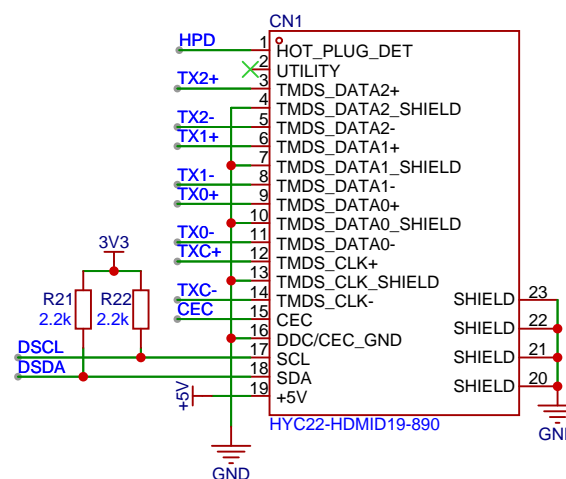 CN1
HPD
1
HOT_PLUG_DET
2
UTILITY
TX2+
3
TMDS_DATA2+
4
TMDS_DATA2_SHIELD
TX2-
5
TMDS_DATA2-
TX1+
6
TMDS_DATA1+
7
TMDS_DATA1_SHIELD
TX1-
8
TMDS_DATA1-
TX0+
9
TMDS_DATA0+
10
TMDS_DATA0_SHIELD
TX0-
11
TMDS_DATA0-
TXC+
12
TMDS_CLK+
13
TMDS_CLK_SHIELD
TXC-
14
TMDS_CLK-
CEC
15
CEC
16
DDC/CEC_GND
DSCL
17
SCL
DSDA
18
SDA
+5V
19
+5V
3V3
R21
2.2k
R22
2.2k
SHIELD
23
SHIELD
22
SHIELD
21
SHIELD
20
HYC22-HDMID19-890
GND
GND